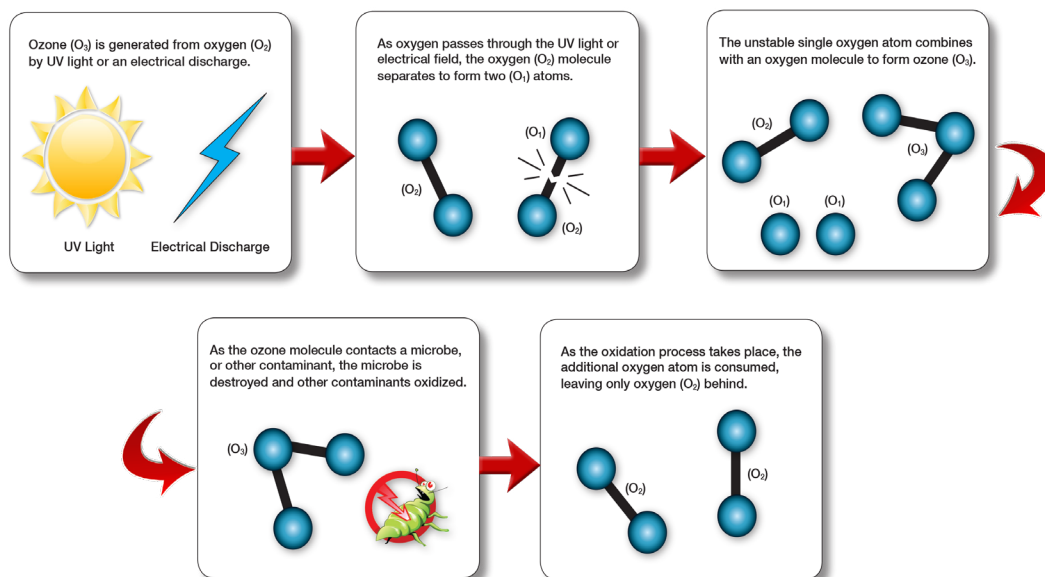 Ozone (O₃) is generated from oxygen (O₂)
by UV light or an electrical discharge.
UV Light
Electrical Discharge
As oxygen passes through the UV light or
electrical field, the oxygen (O₂) molecule
separates to form two (O₁) atoms.
(O₁)
(O₂)
(O₂)
The unstable single oxygen atom combines
with an oxygen molecule to form ozone (O₃).
(O₂)
(O₃)
(O₁)
(O₁)
As the ozone molecule contacts a microbe,
or other contaminant, the microbe is
destroyed and other contaminants oxidized.
(O₃)
As the oxidation process takes place, the
additional oxygen atom is consumed,
leaving only oxygen (O₂) behind.
(O₂)
(O₂)